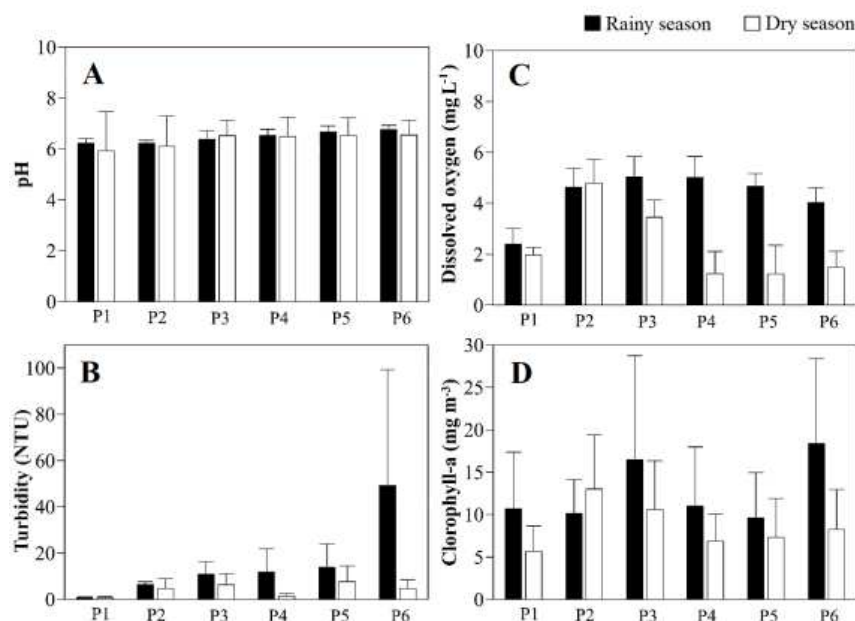 Rainy season Dry season
A
pH
10
8
6
4
2
0
P1 P2 P3 P4 P5 P6
B
Turbidity (NTU)
100
80
60
40
20
0
P1 P2 P3 P4 P5 P6
C
Dissolved oxygen (mg L-1)
10
8
6
4
2
0
P1 P2 P3 P4 P5 P6
D
Clorophyll-a (mg m-3)
30
25
20
15
10
5
0
P1 P2 P3 P4 P5 P6